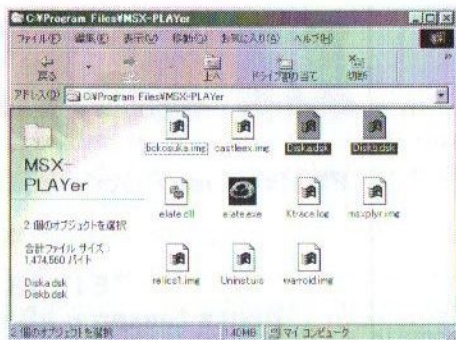 C:¥Program Files¥MSX-PLAYer
ファイル(F) 編集(E) 表示(V) 移動(G) お気に入り(A) ヘルプ(H)
戻る 上へ ドライブ割り当て 切断
アドレス(D) C:¥Program Files¥MSX-PLAYer
MSX-
PLAYer
2 個のオブジェクトを選択
合計ファイル サイズ:
1,474,560 バイト
Diska.dsk
Diskb.dsk
bokosuka.img castleex.img Diska.dsk Diskb.dsk
elate.dll elate.exe Ktrace.log msxplyr.img
relics1.img Uninst.uis warroid.img
2 個のオブジェクトを選択 1.40MB マイ コンピュータ